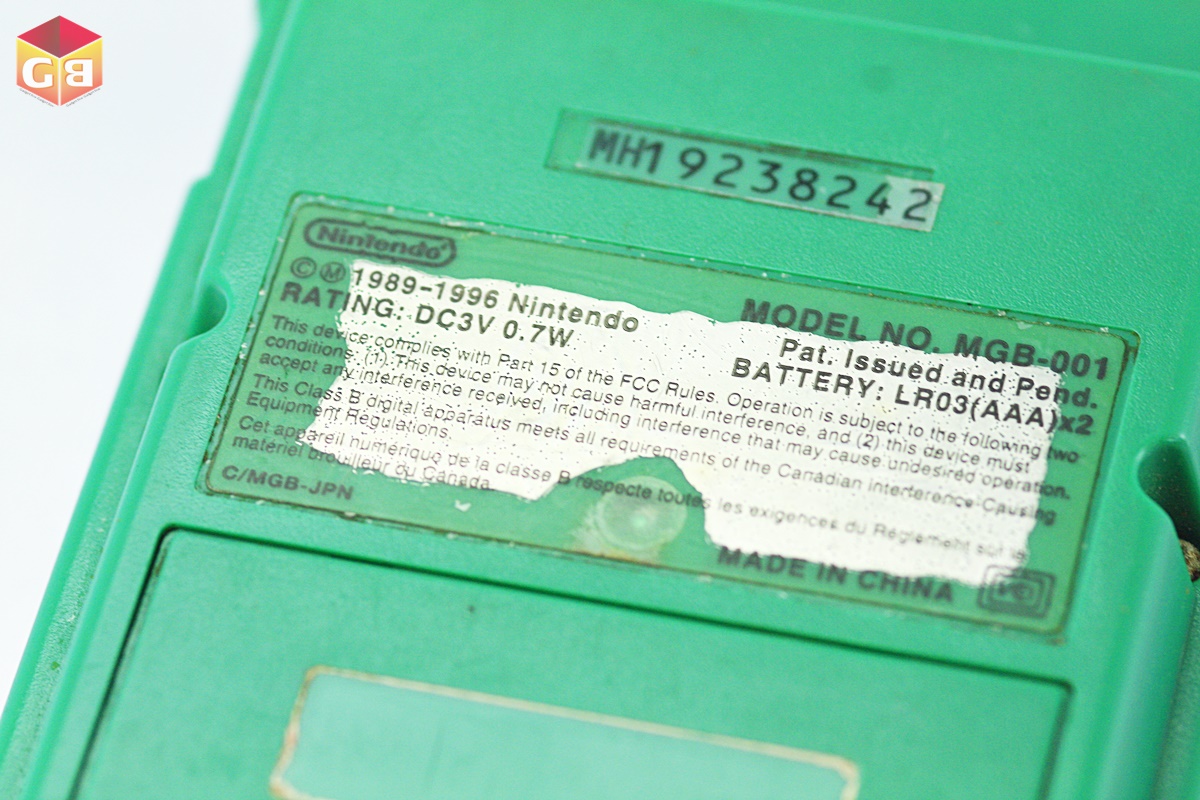 GB
MH19238242
Nintendo
© Ⓜ 1989-1996 Nintendo
MODEL NO. MGB-001
RATING: DC3V 0.7W
Pat. Issued and Pend.
BATTERY: LR03(AAA)x2
This device complies with Part 15 of the FCC Rules. Operation is subject to the following two
conditions: (1) This device may not cause harmful interference, and (2) this device must
accept any interference received, including interference that may cause undesired operation.
This Class B digital apparatus meets all requirements of the Canadian Interference-Causing
Equipment Regulations.
Cet appareil numérique de la classe B respecte toutes les exigences du Règlement sur le
matériel brouilleur du Canada.
C/MGB-JPN
MADE IN CHINA